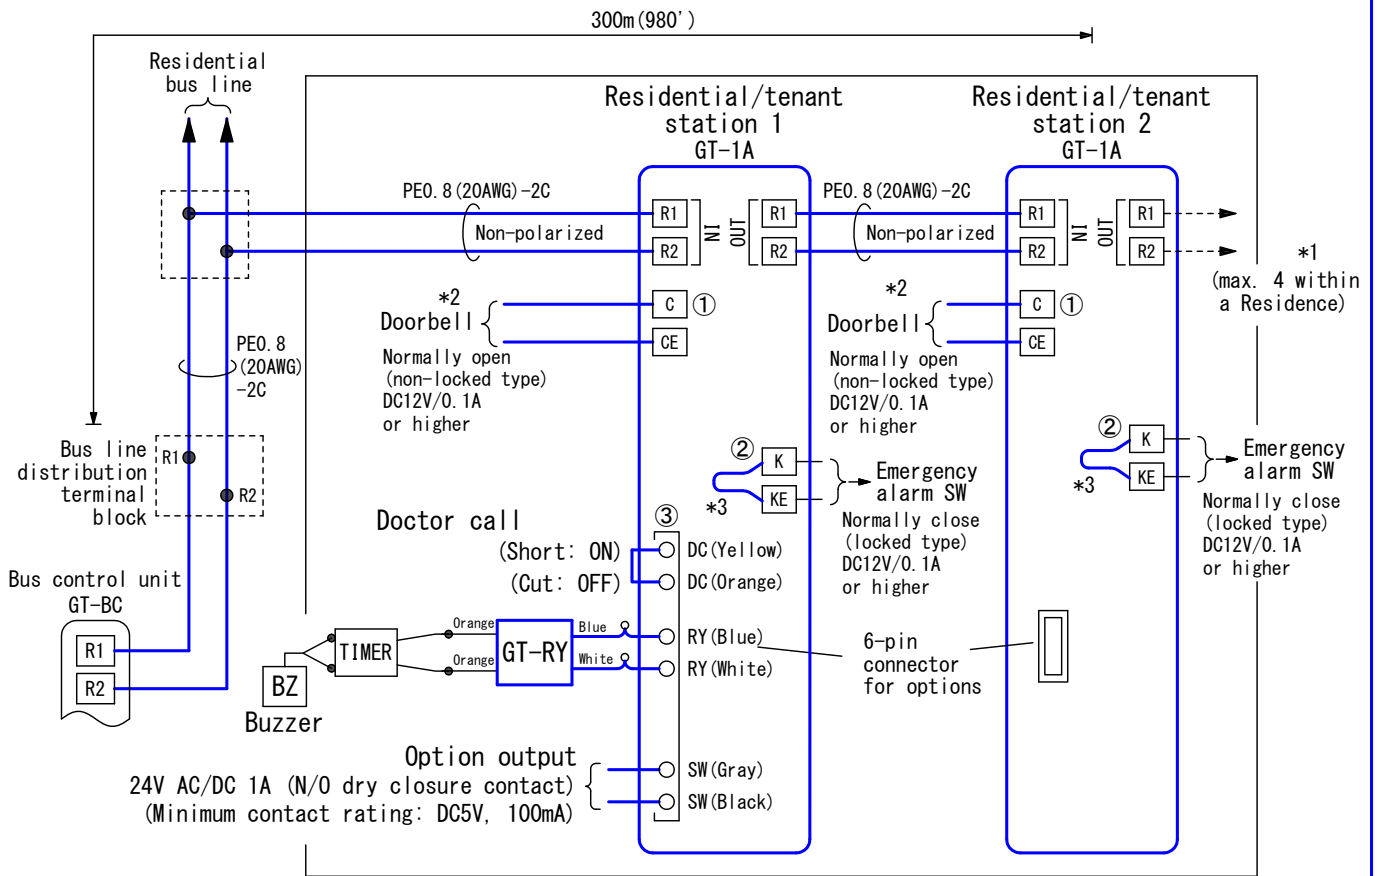 300m(980')
Residential
bus line
Residential/tenant
station 1
GT-1A
Residential/tenant
station 2
GT-1A
PE0.8(20AWG)-2C
Non-polarized
R1
R2
IN
OUT
R1
R2
PE0.8(20AWG)-2C
Non-polarized
R1
R2
IN
OUT
R1
R2
*1
(max. 4 within
a Residence)
*2
Doorbell
C
①
CE
Normally open
(non-locked type)
DC12V/0.1A
or higher
*2
Doorbell
C
①
CE
Normally open
(non-locked type)
DC12V/0.1A
or higher
PE0.8
(20AWG)
-2C
Bus line
distribution
terminal
block
R1
R2
②
K
KE
*3
Emergency
alarm SW
Normally close
(locked type)
DC12V/0.1A
or higher
②
K
KE
*3
Emergency
alarm SW
Normally close
(locked type)
DC12V/0.1A
or higher
Doctor call
(Short: ON)
(Cut: OFF)
③
DC(Yellow)
DC(Orange)
Bus control unit
GT-BC
R1
R2
BZ
Buzzer
TIMER
Orange
Orange
GT-RY
Blue
White
RY(Blue)
RY(White)
6-pin
connector
for options
Option output
24V AC/DC 1A (N/O dry closure contact)
(Minimum contact rating: DC5V, 100mA)
SW(Gray)
SW(Black)